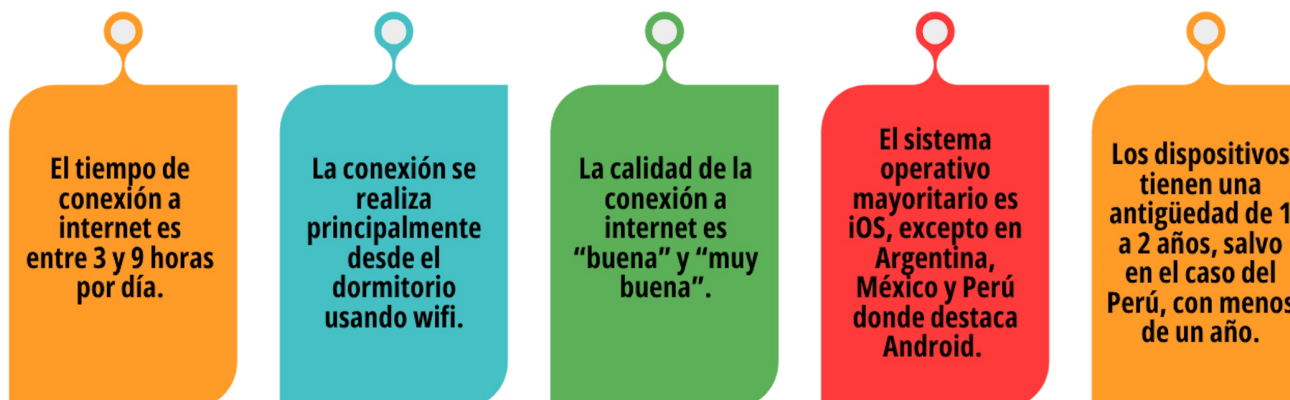 El tiempo de
conexión a
internet es
entre 3 y 9 horas
por día.
La conexión se
realiza
principalmente
desde el
dormitorio
usando wifi.
La calidad de la
conexión a
internet es
“buena” y “muy
buena”.
El sistema
operativo
mayoritario es
iOS, excepto en
Argentina,
México y Perú
donde destaca
Android.
Los dispositivos
tienen una
antigüedad de 1
a 2 años, salvo
en el caso del
Perú, con menos
de un año.